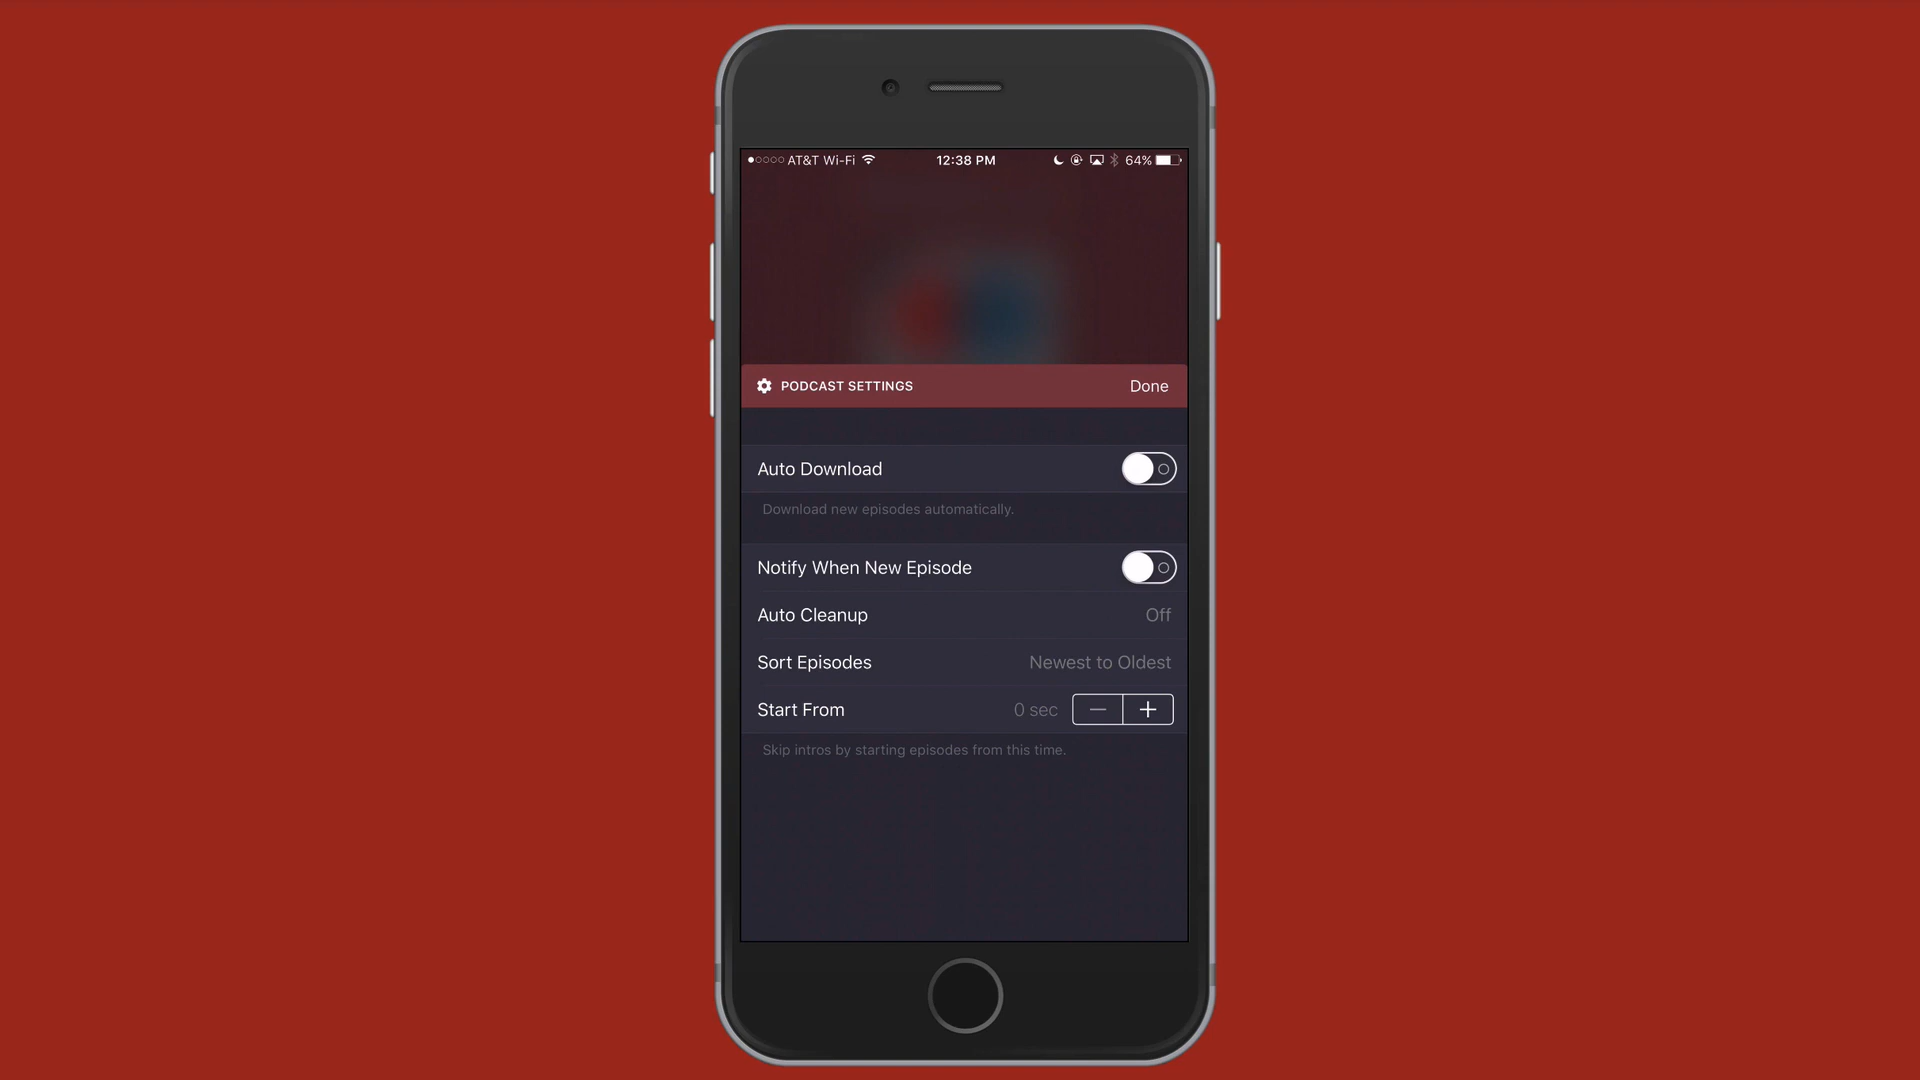 AT&T Wi-Fi 12:38 PM 64%
PODCAST SETTINGS Done
Auto Download
Download new episodes automatically.
Notify When New Episode
Auto Cleanup Off
Sort Episodes Newest to Oldest
Start From 0 sec − +
Skip intros by starting episodes from this time.